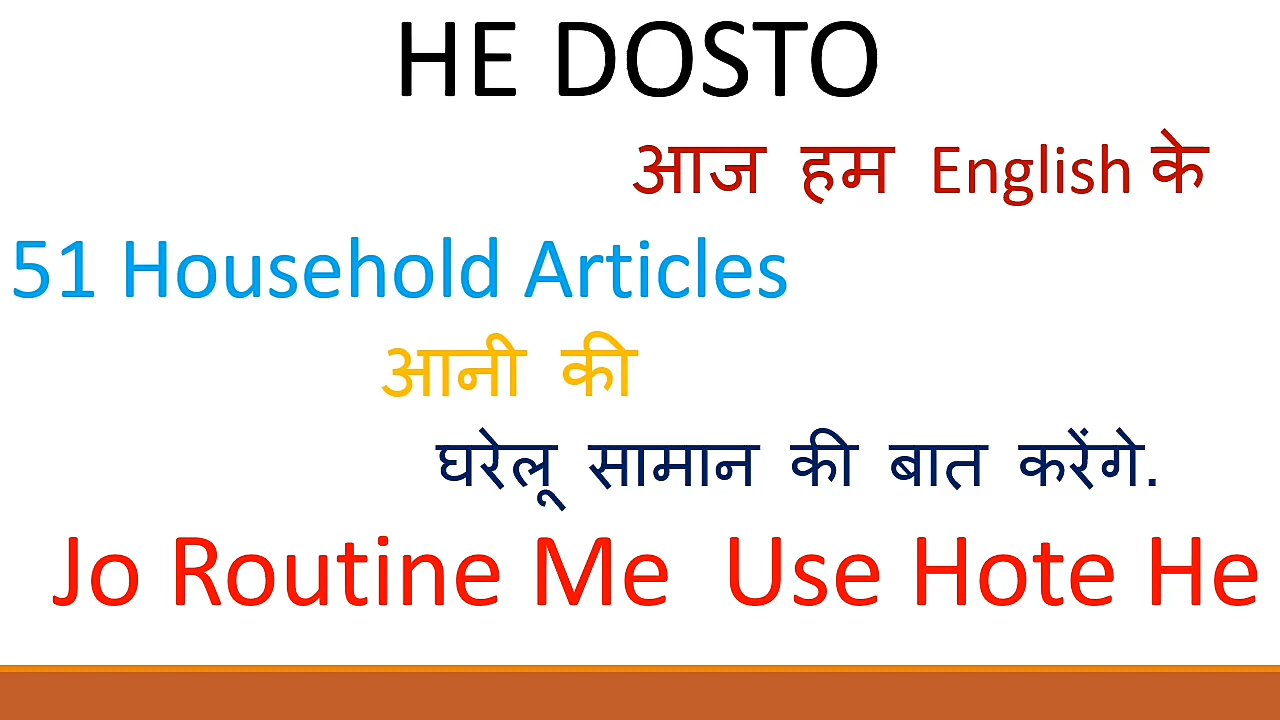 HE DOSTO
आज हम English के
51 Household Articles
आनी की
घरेलू सामान की बात करेंगे.
Jo Routine Me Use Hote He